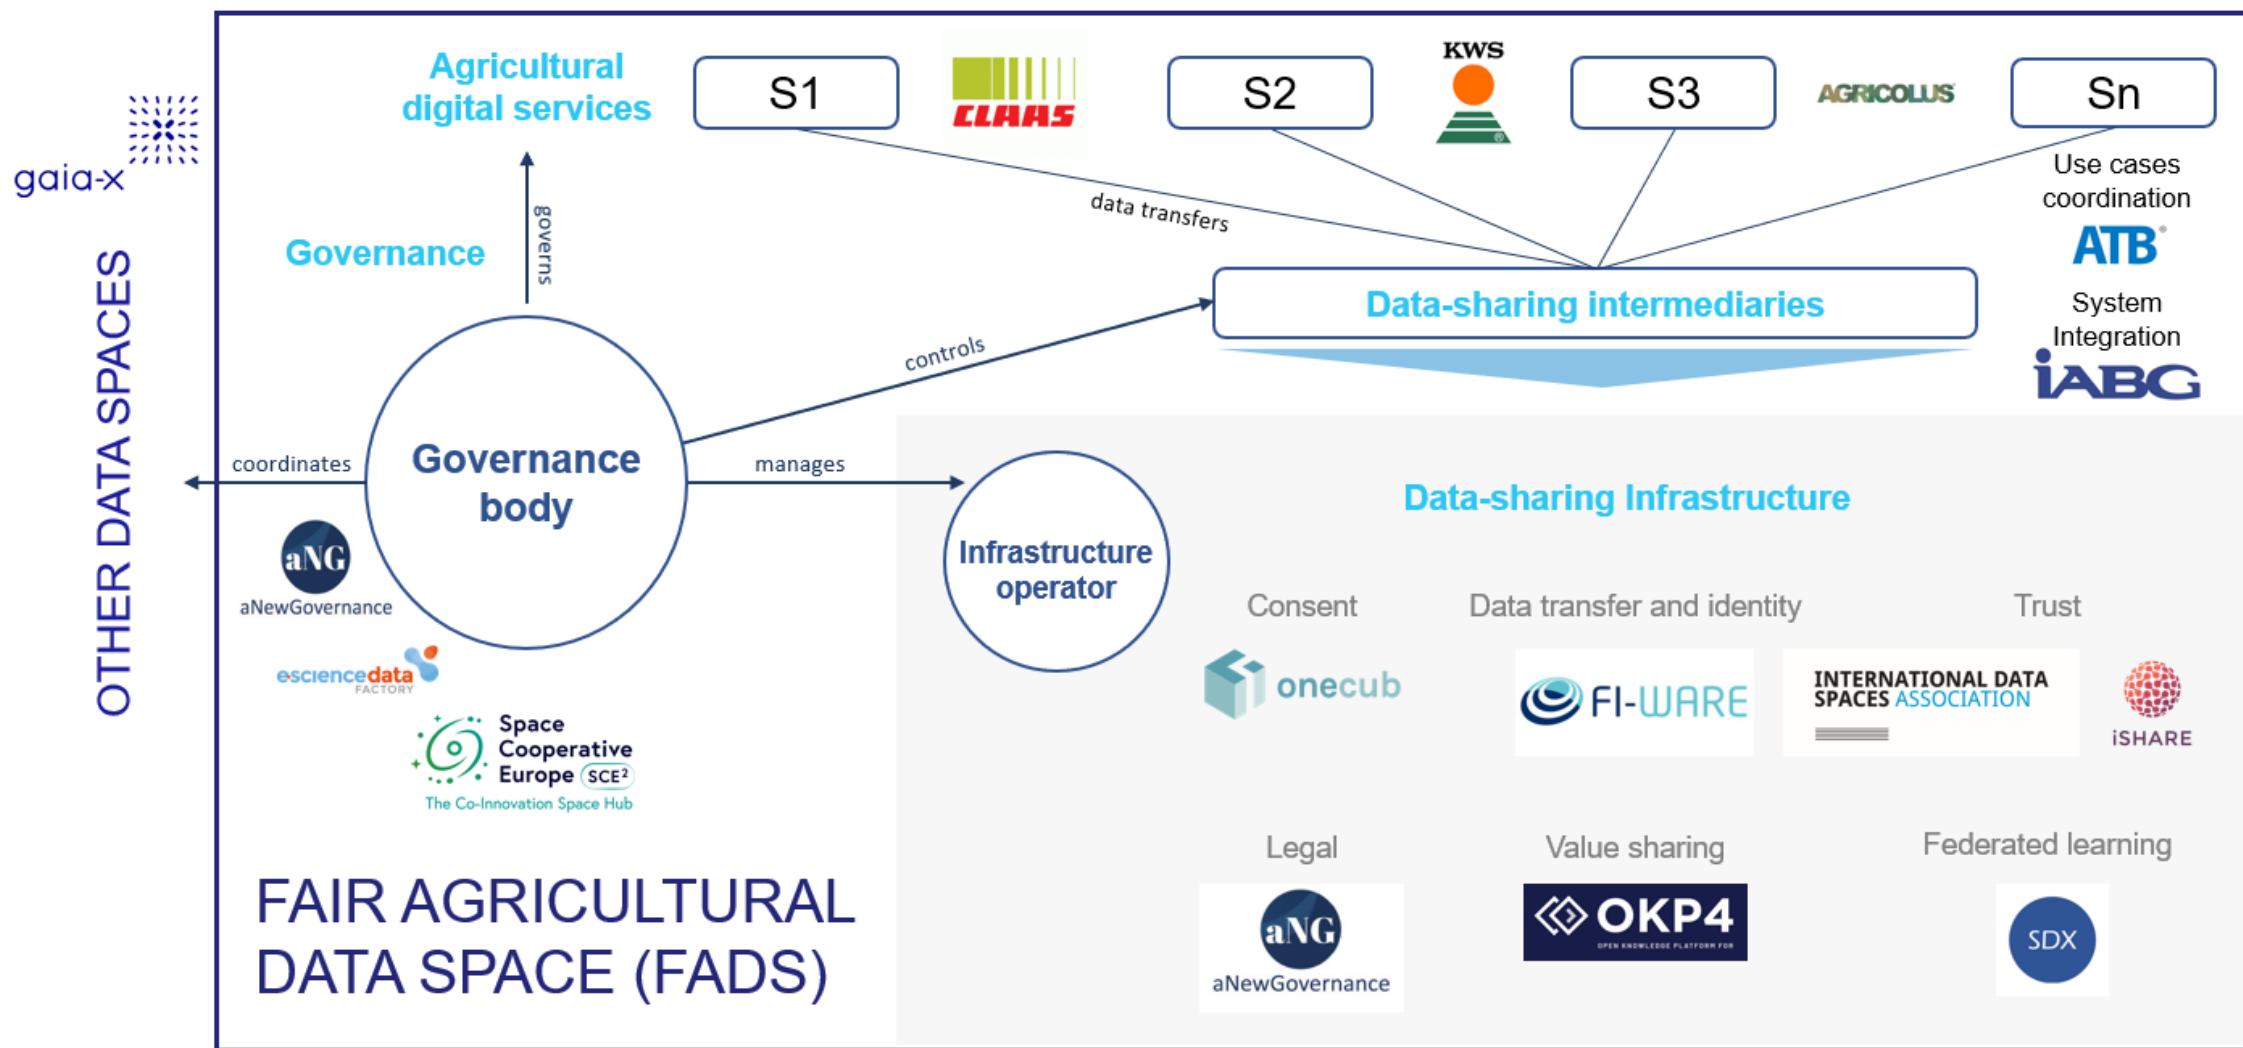 Agricultural
digital services
S1
CLAAS
S2
KWS
S3
AGRICOLUS
Sn
gaia-x
OTHER DATA SPACES
Governance
governs
data transfers
Use cases
coordination
ATB
System
Integration
iABG
Data-sharing intermediaries
controls
coordinates
Governance
body
manages
Infrastructure
operator
Data-sharing Infrastructure
aNG
aNewGovernance
esciencedata
FACTORY
Space
Cooperative
Europe SCE²
The Co-Innovation Space Hub
Consent
onecub
Data transfer and identity
FI-WARE
Trust
INTERNATIONAL DATA
SPACES ASSOCIATION
iSHARE
Legal
aNG
aNewGovernance
Value sharing
OKP4
OPEN KNOWLEDGE PLATFORM FOR
Federated learning
SDX
FAIR AGRICULTURAL
DATA SPACE (FADS)